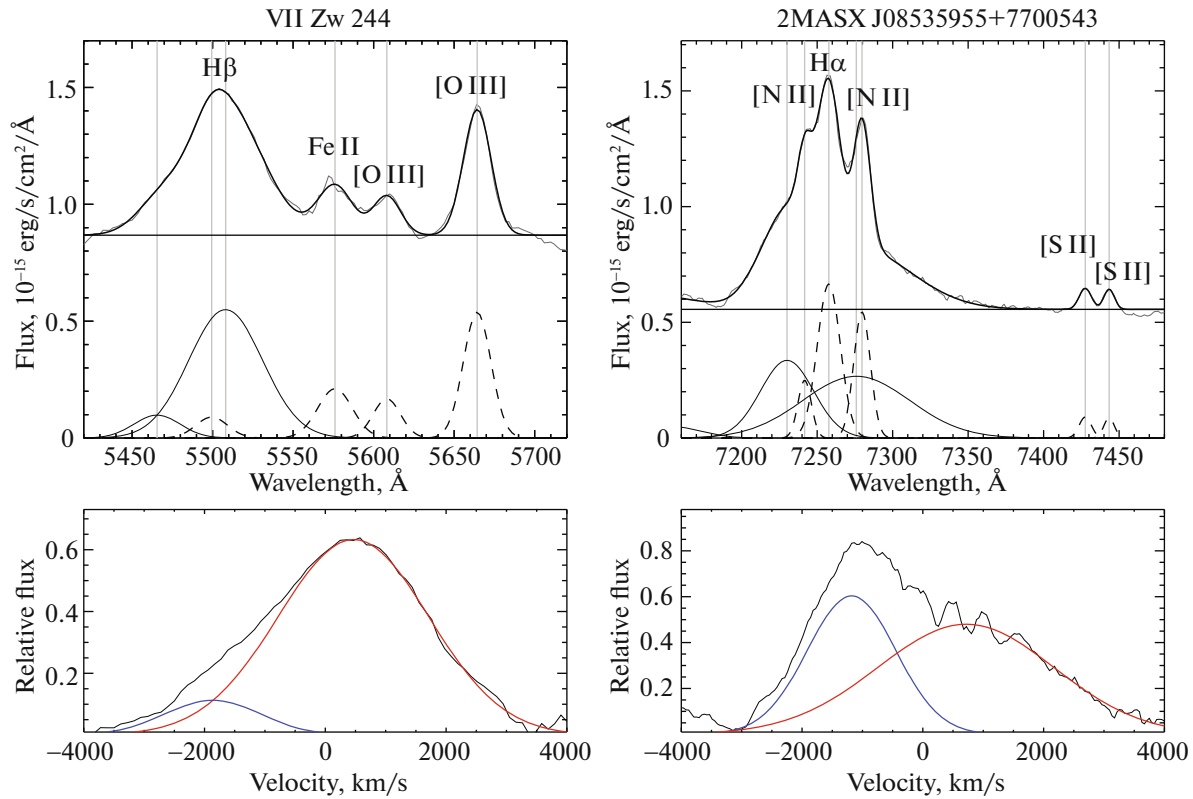 VII Zw 244
Hβ
Fe II
[O III]
[O III]
1.5
1.0
0.5
0
Flux, 10⁻¹⁵ erg/s/cm²/Å
5450 5500 5550 5600 5650 5700
Wavelength, Å
2MASX J08535955+7700543
[N II]
Hα
[N II]
[S II]
[S II]
1.5
1.0
0.5
0
Flux, 10⁻¹⁵ erg/s/cm²/Å
7200 7250 7300 7350 7400 7450
Wavelength, Å
0.6
0.4
0.2
Relative flux
−4000 −2000 0 2000 4000
Velocity, km/s
0.8
0.6
0.4
0.2
Relative flux
−4000 −2000 0 2000 4000
Velocity, km/s